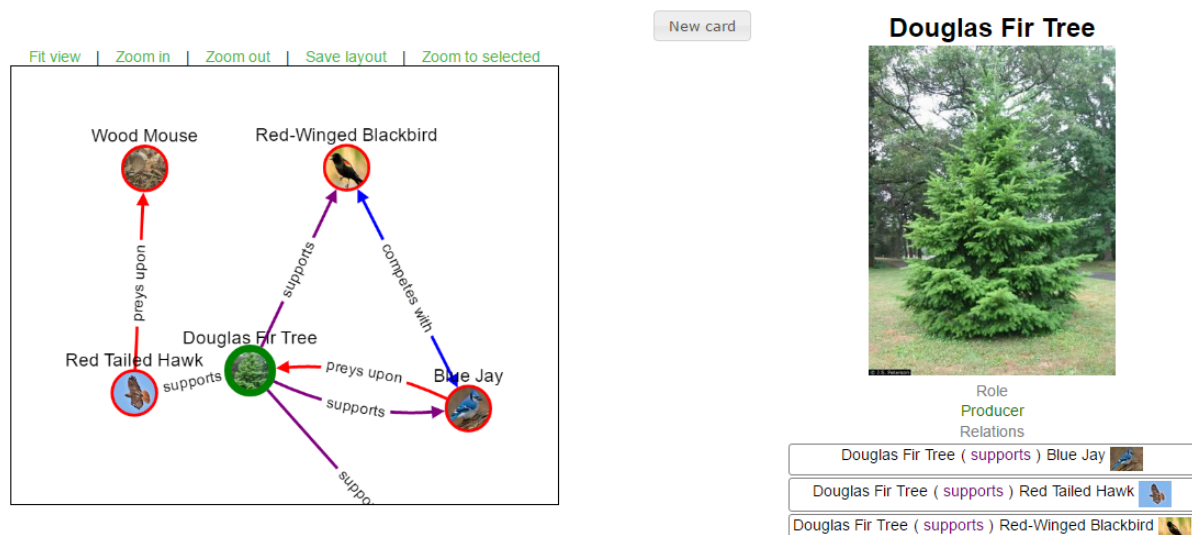 New card
Fit view | Zoom in | Zoom out | Save layout | Zoom to selected
Wood Mouse
Red-Winged Blackbird
preys upon
supports
competes with
Douglas Fir Tree
Red Tailed Hawk
supports
preys upon
Blue Jay
supports
suppo
Douglas Fir Tree
© J.S. Peterson
Role
Producer
Relations
Douglas Fir Tree ( supports ) Blue Jay
Douglas Fir Tree ( supports ) Red Tailed Hawk
Douglas Fir Tree ( supports ) Red-Winged Blackbird